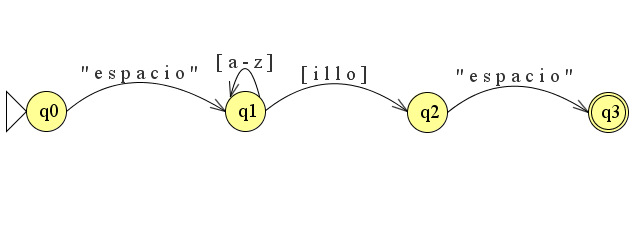 "espacio" [a-z] [illo] "espacio"
q0 q1 q2 q3